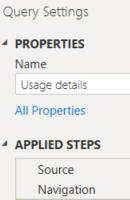 Query Settings
PROPERTIES
Name
Usage details
All Properties
APPLIED STEPS
Source
Navigation